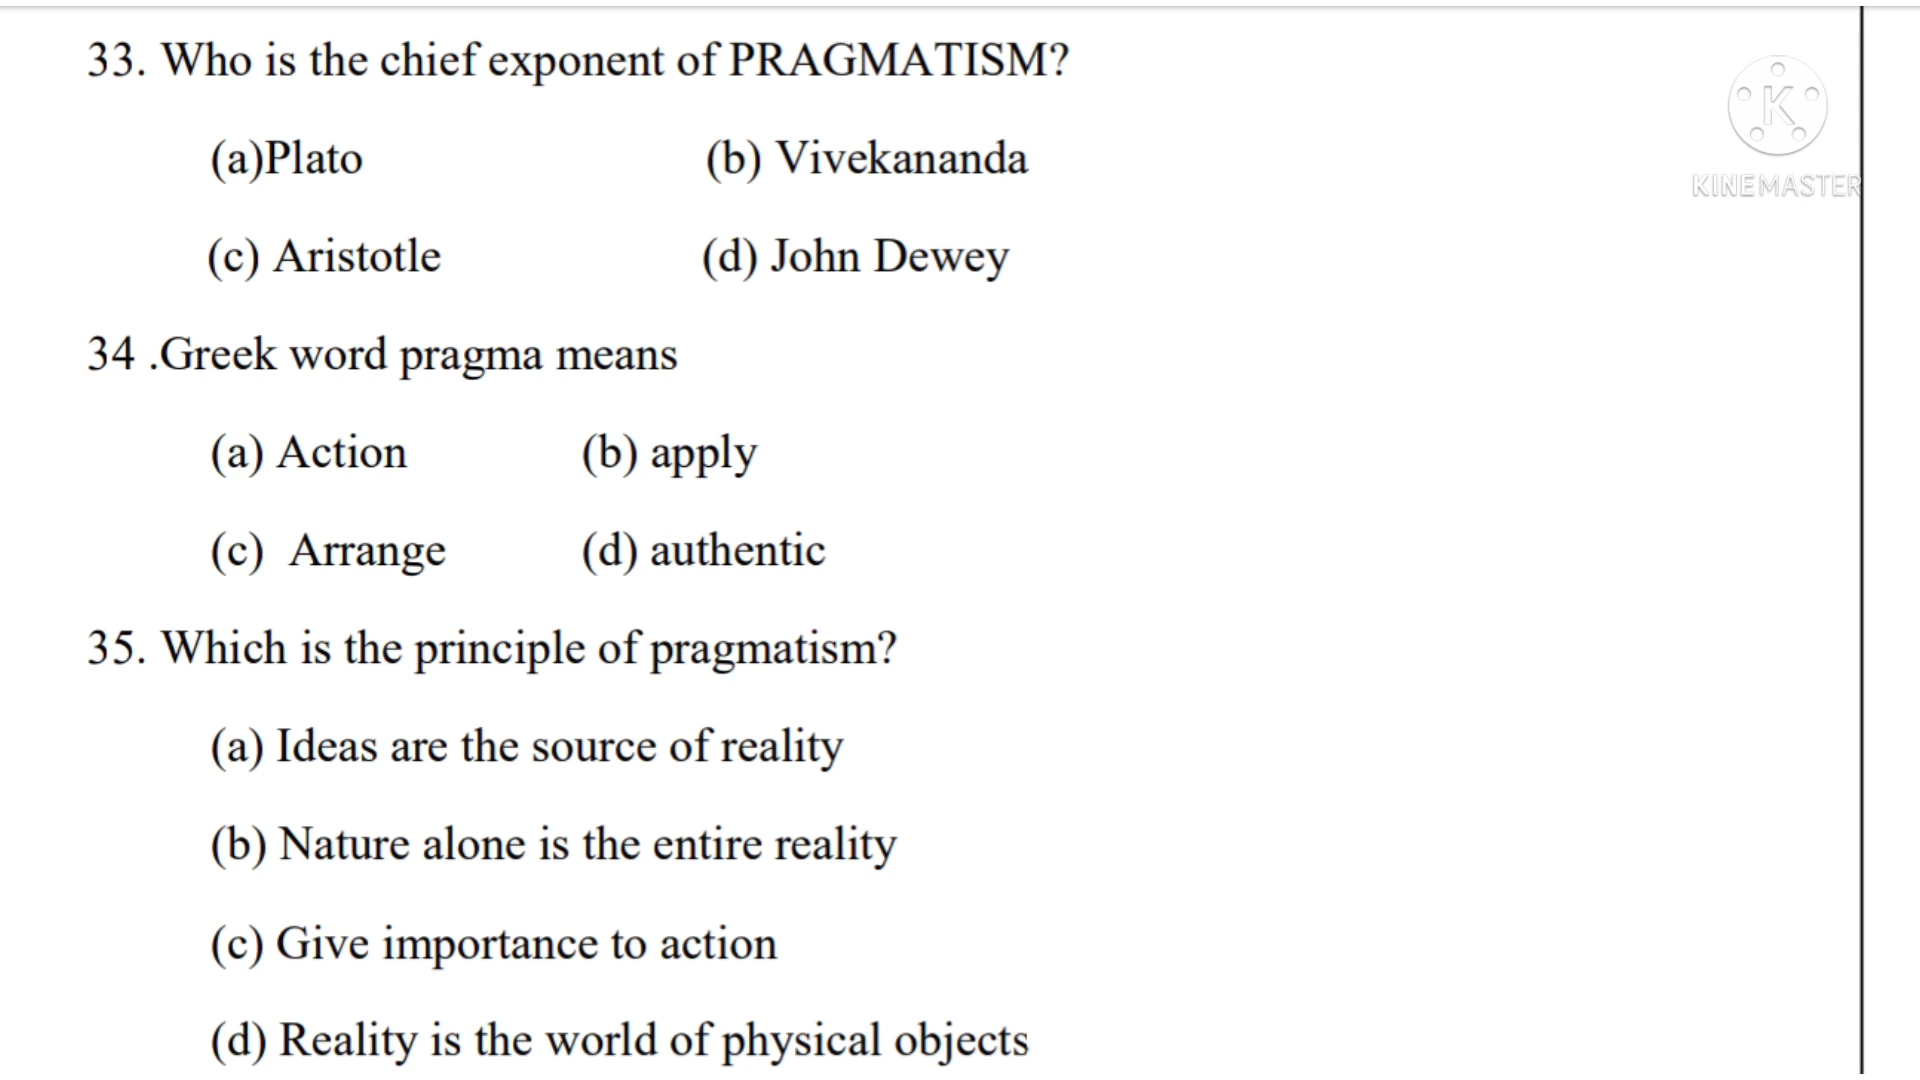 33. Who is the chief exponent of PRAGMATISM?
(a)Plato (b) Vivekananda
(c) Aristotle (d) John Dewey
34 .Greek word pragma means
(a) Action (b) apply
(c) Arrange (d) authentic
35. Which is the principle of pragmatism?
(a) Ideas are the source of reality
(b) Nature alone is the entire reality
(c) Give importance to action
(d) Reality is the world of physical objects
K
KINEMASTER